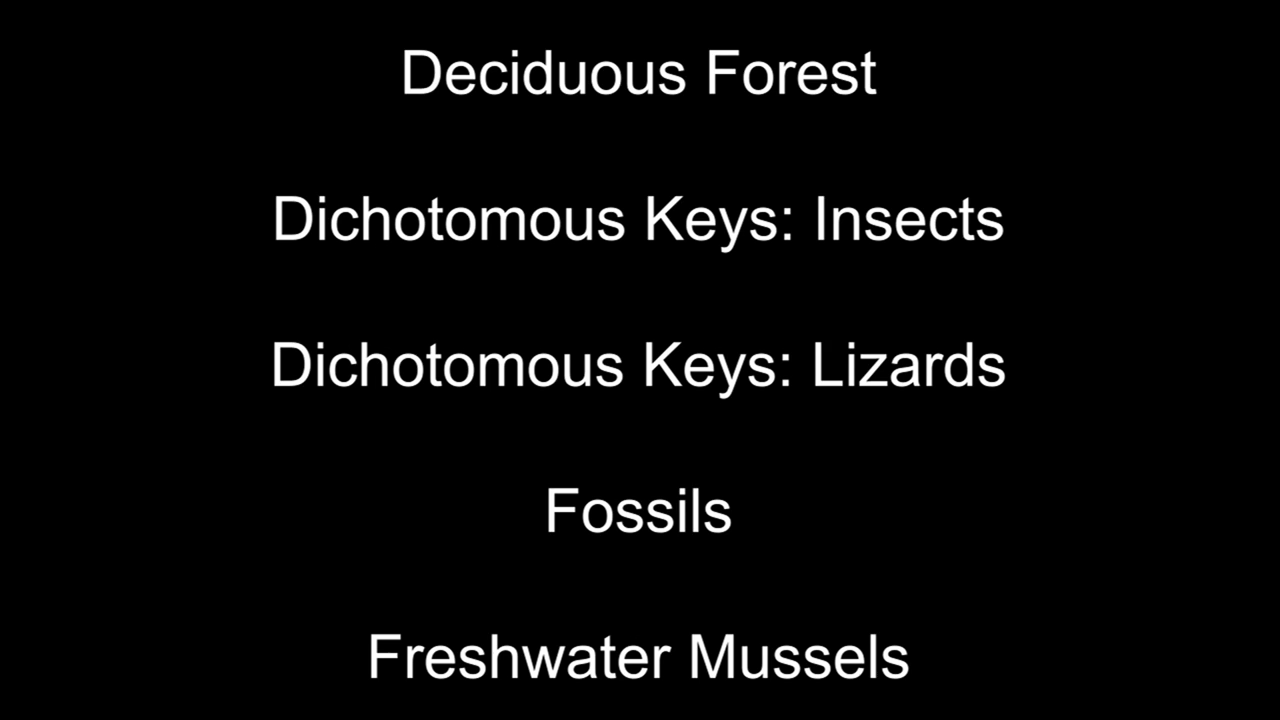 Deciduous Forest
Dichotomous Keys: Insects
Dichotomous Keys: Lizards
Fossils
Freshwater Mussels